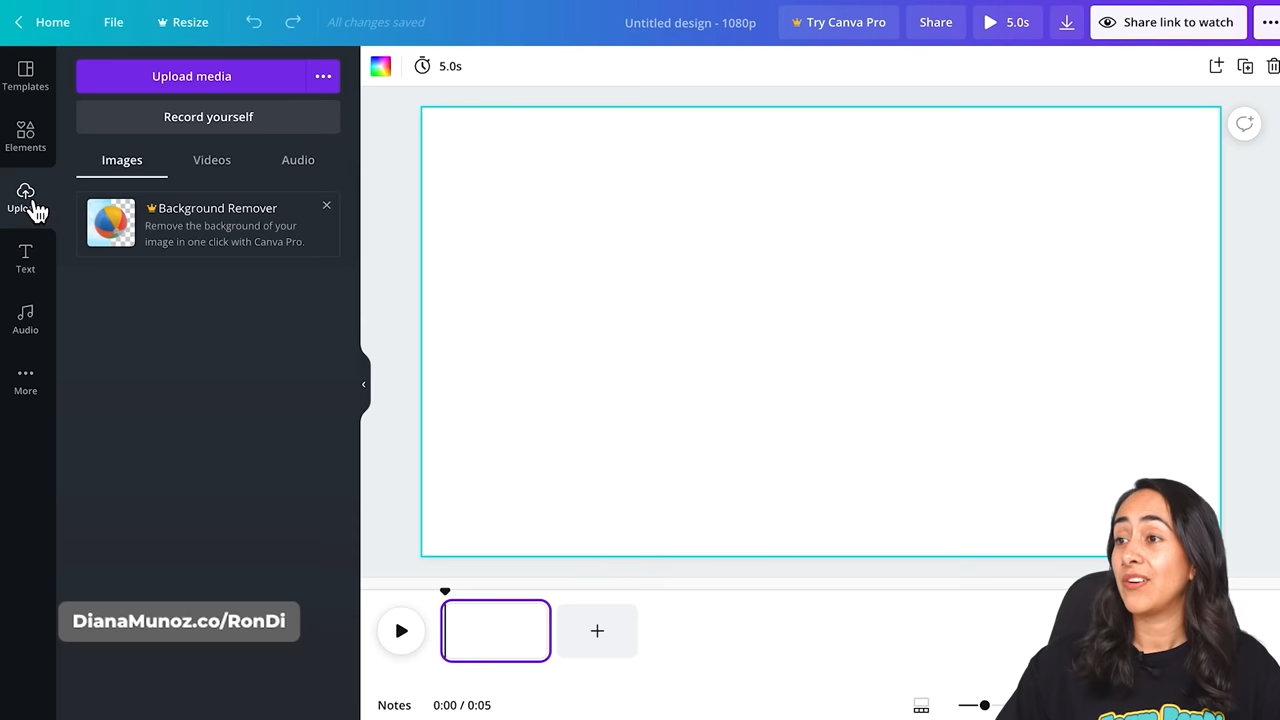 Home File Resize All changes saved Untitled design - 1080p Try Canva Pro Share 5.0s Share link to watch
Templates
Elements
Text
Audio
More
Upload media
Record yourself
Images Videos Audio
Background Remover
Remove the background of your
image in one click with Canva Pro.
5.0s
DianaMunoz.co/RonDi
Notes 0:00 / 0:05